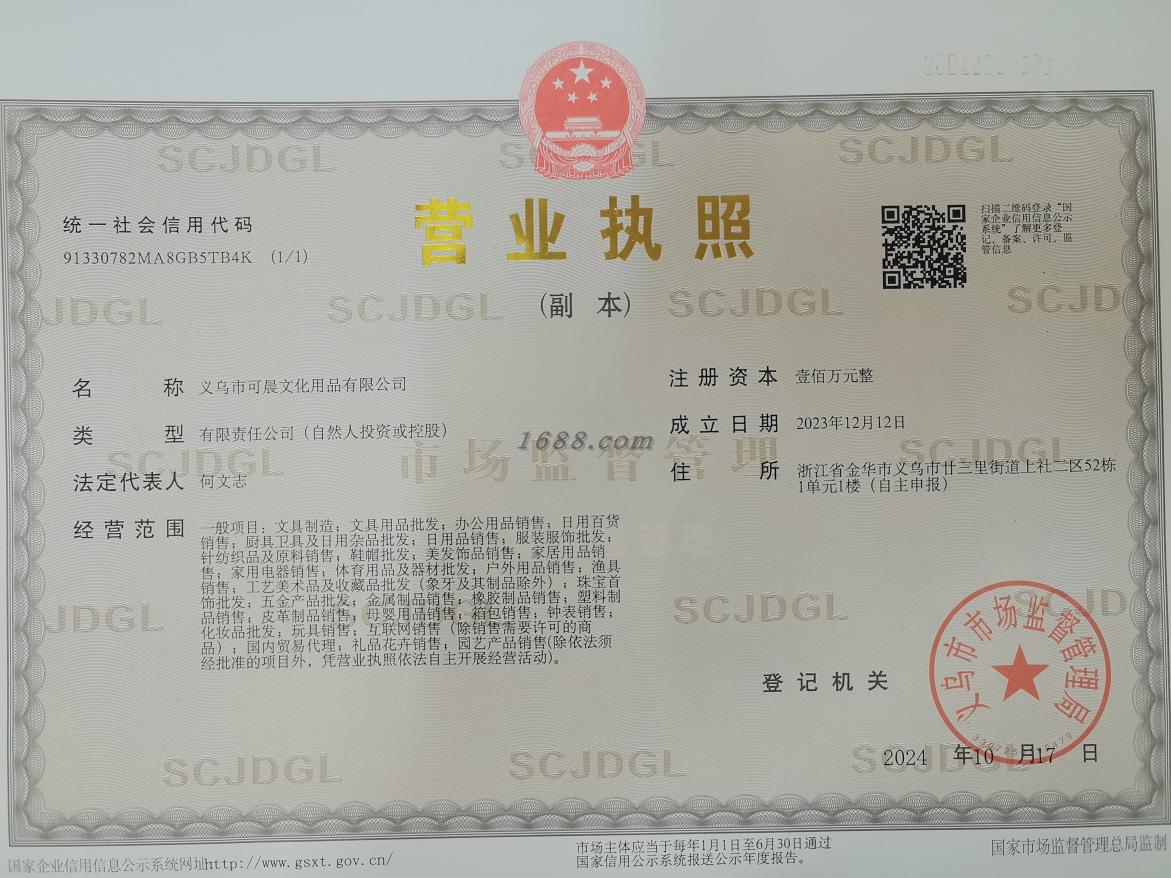 营业执照
(副 本)
统一社会信用代码
91330782MA8GB5TB4K (1/1)
扫描二维码登录“国
家企业信用信息公示
系统”了解更多登
记、备案、许可、监
管信息
名 称 义乌市可晨文化用品有限公司
类 型 有限责任公司（自然人投资或控股）
法定代表人 何文志
经营范围 一般项目：文具制造；文具用品批发；办公用品销售；日用百货
销售；厨具卫具及日用杂品批发；日用品销售；服装服饰批发；
针纺织品及原料销售；鞋帽批发；美发饰品销售；家居用品销
售；家用电器销售；体育用品及器材批发；户外用品销售；渔具
销售；工艺美术品及收藏品批发（象牙及其制品除外）；珠宝首
饰批发；五金产品批发；金属制品销售；橡胶制品销售；塑料制
品销售；皮革制品销售；母婴用品销售；箱包销售；钟表销售；
化妆品批发；玩具销售；互联网销售（除销售需要许可的商
品）；国内贸易代理；礼品花卉销售；园艺产品销售(除依法须
经批准的项目外，凭营业执照依法自主开展经营活动)。
注册资本 壹佰万元整
成立日期 2023年12月12日
住 所 浙江省金华市义乌市廿三里街道上社二区52栋
1单元1楼（自主申报）
1688.com
市场监督管理
SCJDGL
SCJDGL
SCJDGL
SCJDGL
SCJDGL
SCJDGL
SCJDGL
SCJDGL
SCJDGL
SCJDGL
登记机关
义乌市市场监督管理局
2024 年10 月17 日
国家企业信用信息公示系统网址http://www.gsxt.gov.cn/
市场主体应当于每年1月1日至6月30日通过
国家信用公示系统报送公示年度报告。
国家市场监督管理总局监制